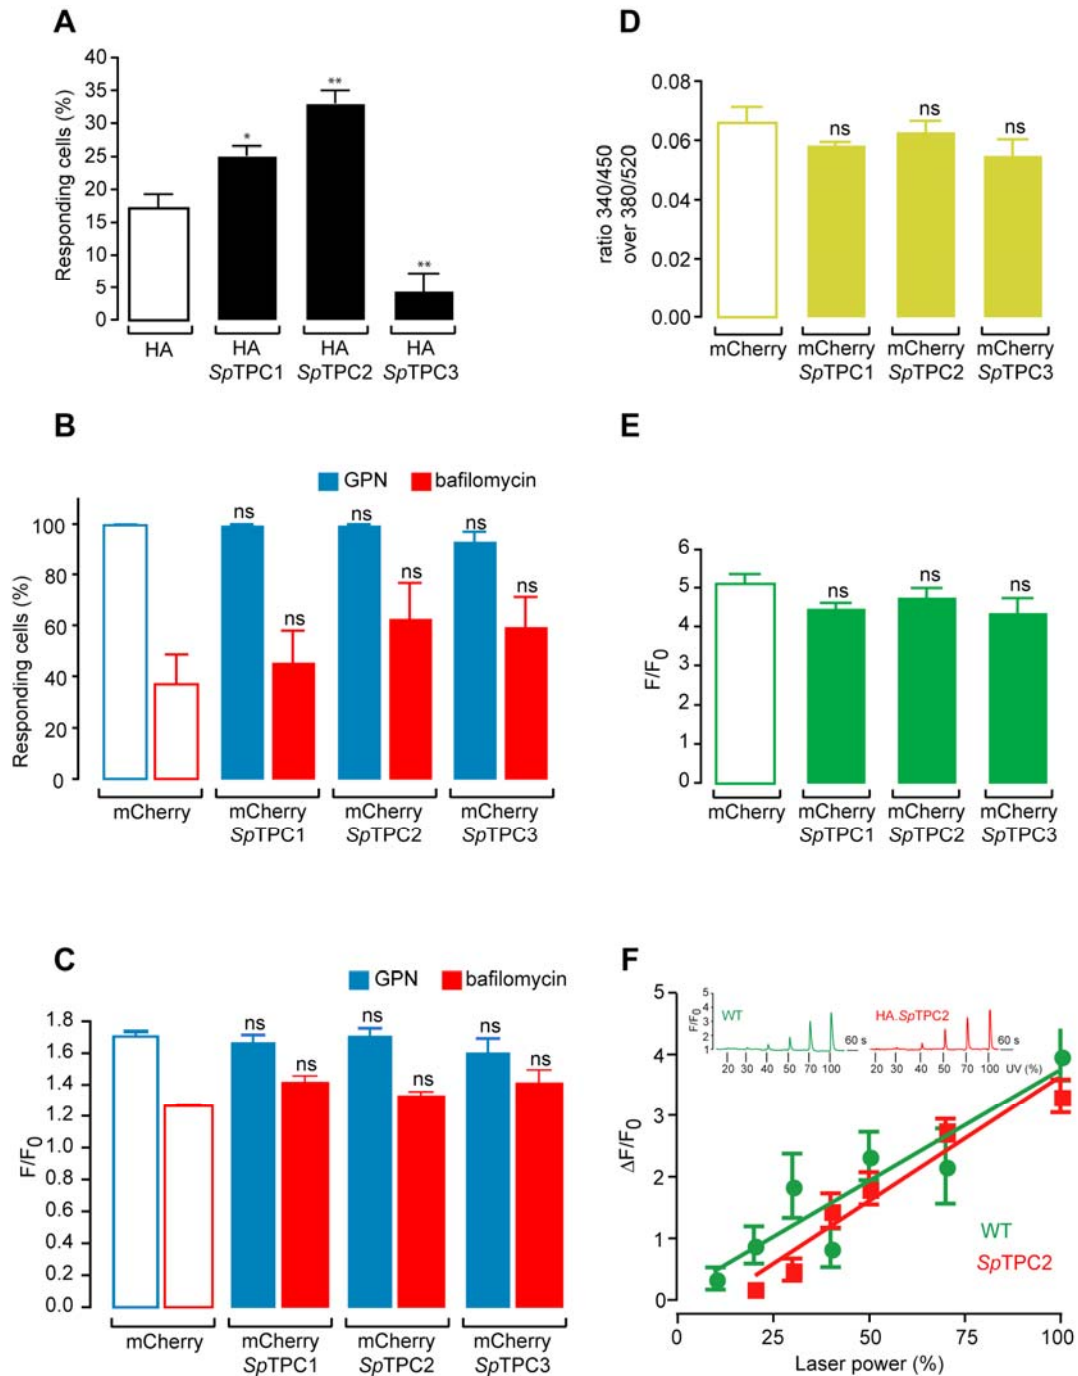 A
Responding cells (%)
40
35
30
25
20
15
10
5
0
*
**
**
HA
HA
SpTPC1
HA
SpTPC2
HA
SpTPC3
D
ratio 340/450
over 380/520
0.08
0.06
0.04
0.02
0.00
ns
ns
ns
mCherry
mCherry
SpTPC1
mCherry
SpTPC2
mCherry
SpTPC3
B
GPN
bafilomycin
Responding cells (%)
100
80
60
40
20
0
ns
ns
ns
ns
ns
ns
mCherry
mCherry
SpTPC1
mCherry
SpTPC2
mCherry
SpTPC3
E
F/F0
6
5
4
3
2
1
0
ns
ns
ns
mCherry
mCherry
SpTPC1
mCherry
SpTPC2
mCherry
SpTPC3
C
GPN
bafilomycin
F/F0
1.8
1.6
1.4
1.2
1.0
0.8
0.6
0.4
0.2
0.0
ns
ns
ns
ns
ns
ns
mCherry
mCherry
SpTPC1
mCherry
SpTPC2
mCherry
SpTPC3
F
ΔF/F0
5
4
3
2
1
0
F/F0
5
4
3
2
1
WT
60 s
20 30 40 50 70 100
HA.SpTPC2
60 s
20 30 40 50 70 100 UV (%)
WT
SpTPC2
0 25 50 75 100
Laser power (%)